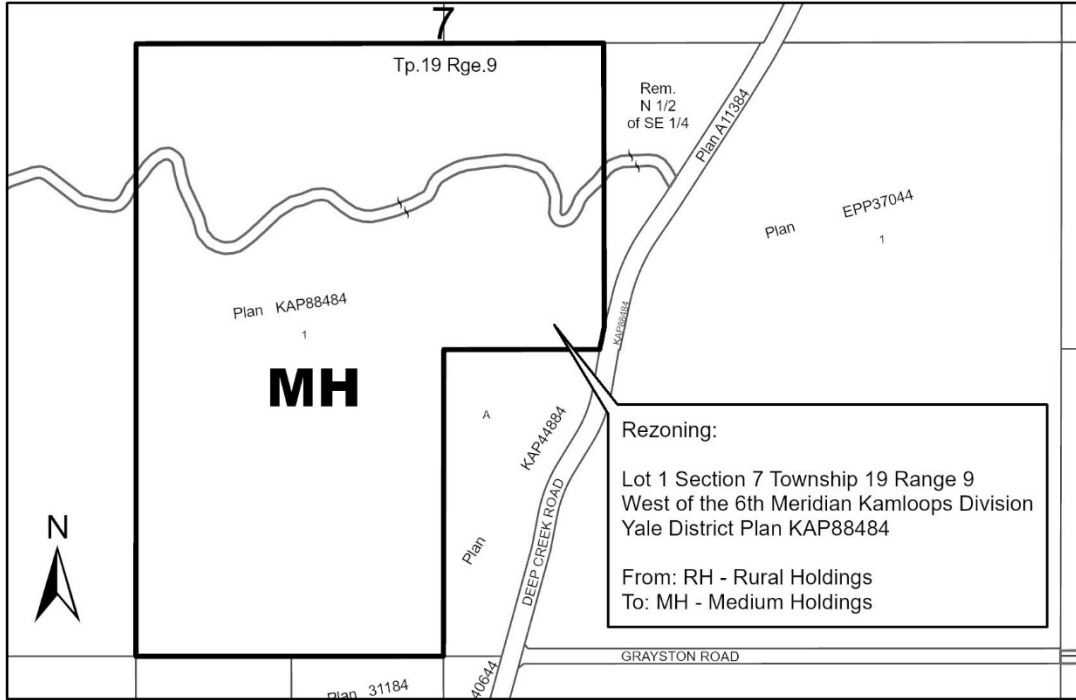 7
Tp.19 Rge.9
Rem.
N 1/2
of SE 1/4
Plan A11384
Plan EPP37044
1
Plan KAP88484
1
KAP88484
MH
A
Plan KAP44884
DEEP CREEK ROAD
Rezoning:
Lot 1 Section 7 Township 19 Range 9
West of the 6th Meridian Kamloops Division
Yale District Plan KAP88484
From: RH - Rural Holdings
To: MH - Medium Holdings
N
GRAYSTON ROAD
Plan 31184
40644